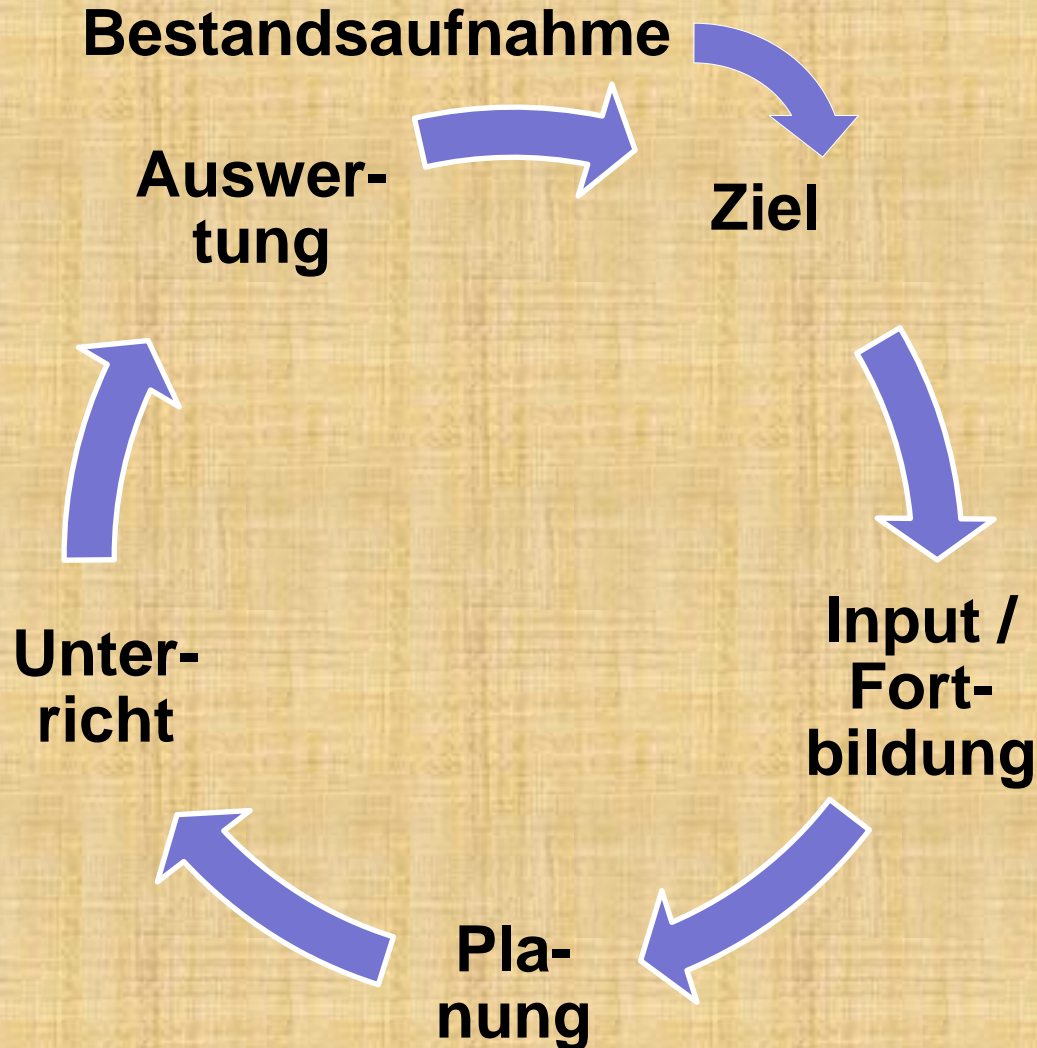 Bestandsaufnahme
Ziel
Input /
Fort-
bildung
Pla-
nung
Unter-
richt
Auswer-
tung